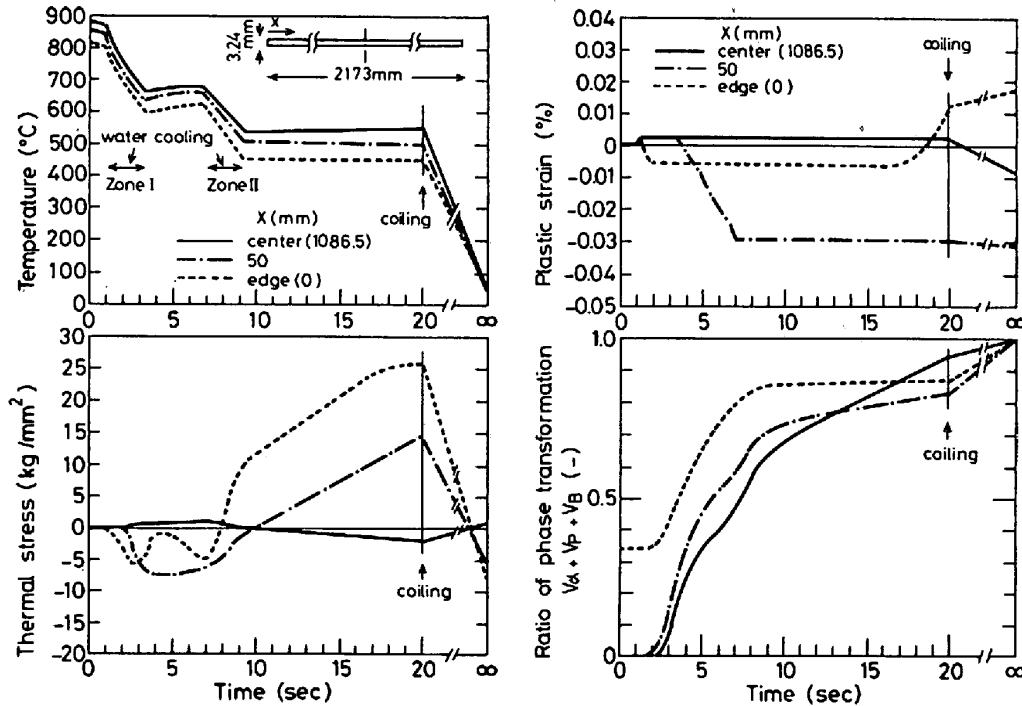 900
800
700
600
500
400
300
200
100
0
Temperature (°C)
X
3.24
mm
2173mm
water cooling
Zone I
Zone II
coiling
X (mm)
center (1086.5)
50
edge (0)
0
5
10
15
20
∞
0.04
0.03
0.02
0.01
0
-0.01
-0.02
-0.03
-0.04
-0.05
Plastic strain (%)
X (mm)
center (1086.5)
50
edge (0)
coiling
0
5
10
15
20
∞
25
20
15
10
5
0
-5
-10
-15
-20
Thermal stress (kg/mm²)
coiling
0
5
10
15
20
∞
Time (sec)
1.0
0.5
0
Ratio of phase transformation
Vα + VP + VB (-)
coiling
0
5
10
15
20
∞
Time (sec)